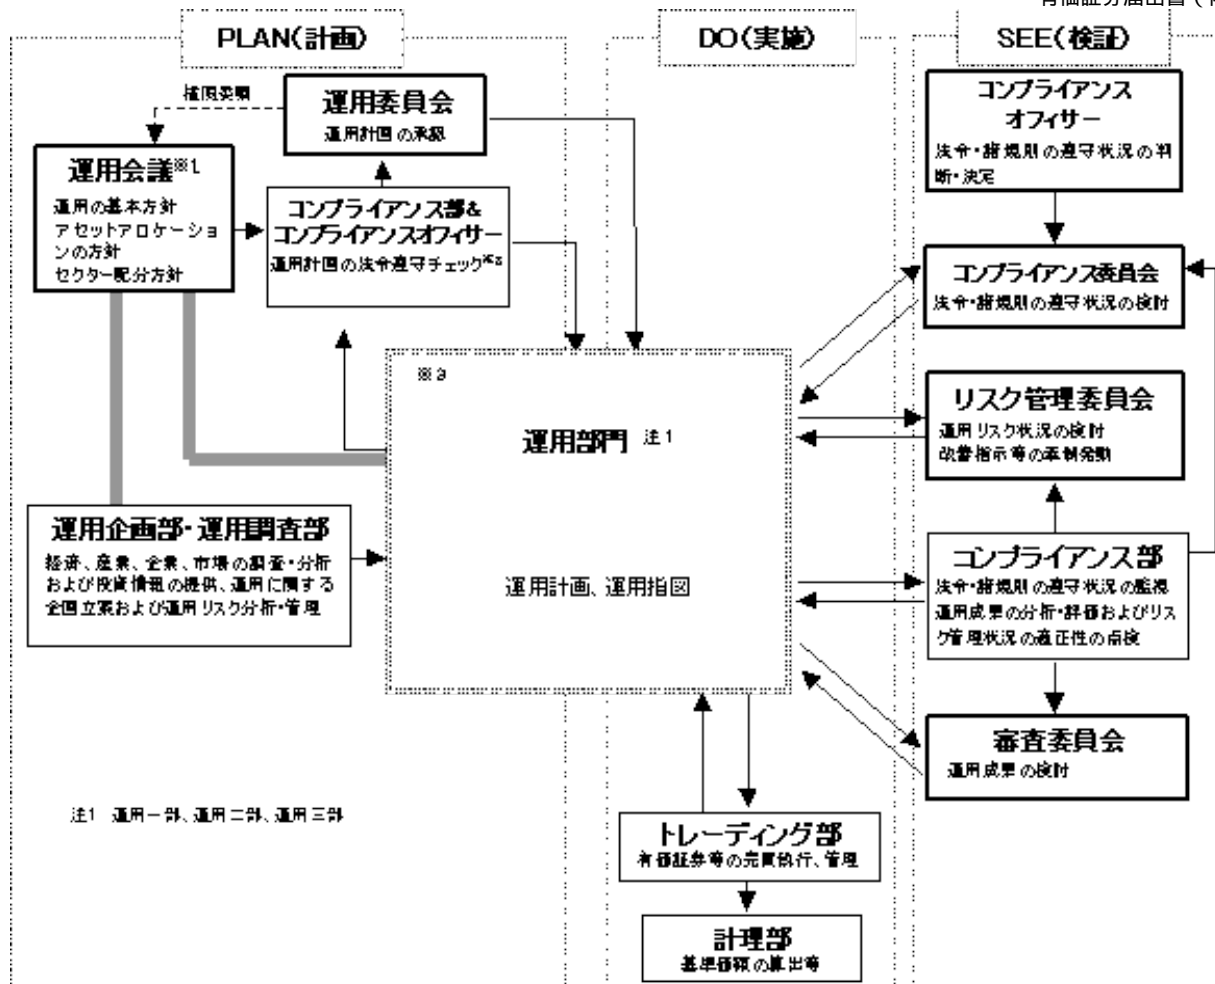 有価証券届出書（
PLAN（計画）
DO（実施）
SEE（検証）
権限委嘱
運用委員会
運用計画の承認
運用会議※1
運用の基本方針
アセットアロケーショ
ンの方針
セクター配分方針
コンプライアンス部&
コンプライアンスオフィサー
運用計画の法令遵守チェック※2
コンプライアンス
オフィサー
法令・諸規則の遵守状況の判
断・決定
コンプライアンス委員会
法令・諸規則の遵守状況の検討
※3
運用部門 注1
運用計画、運用指図
リスク管理委員会
運用リスク状況の検討
改善指示等の牽制発動
運用企画部・運用調査部
経済、産業、企業、市場の調査・分析
および投資情報の提供、運用に関する
企画立案および運用リスク分析・管理
コンプライアンス部
法令・諸規則の遵守状況の監視
運用成果の分析・評価およびリス
ク管理状況の適正性の点検
審査委員会
運用成果の検討
注1 運用一部、運用二部、運用三部
トレーディング部
有価証券等の売買執行、管理
計理部
基準価額の算出等